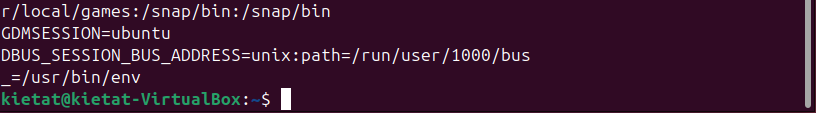 r/local/games:/snap/bin:/snap/bin
GDMSESSION=ubuntu
DBUS_SESSION_BUS_ADDRESS=unix:path=/run/user/1000/bus
_=/usr/bin/env
kietat@kietat-VirtualBox:~$